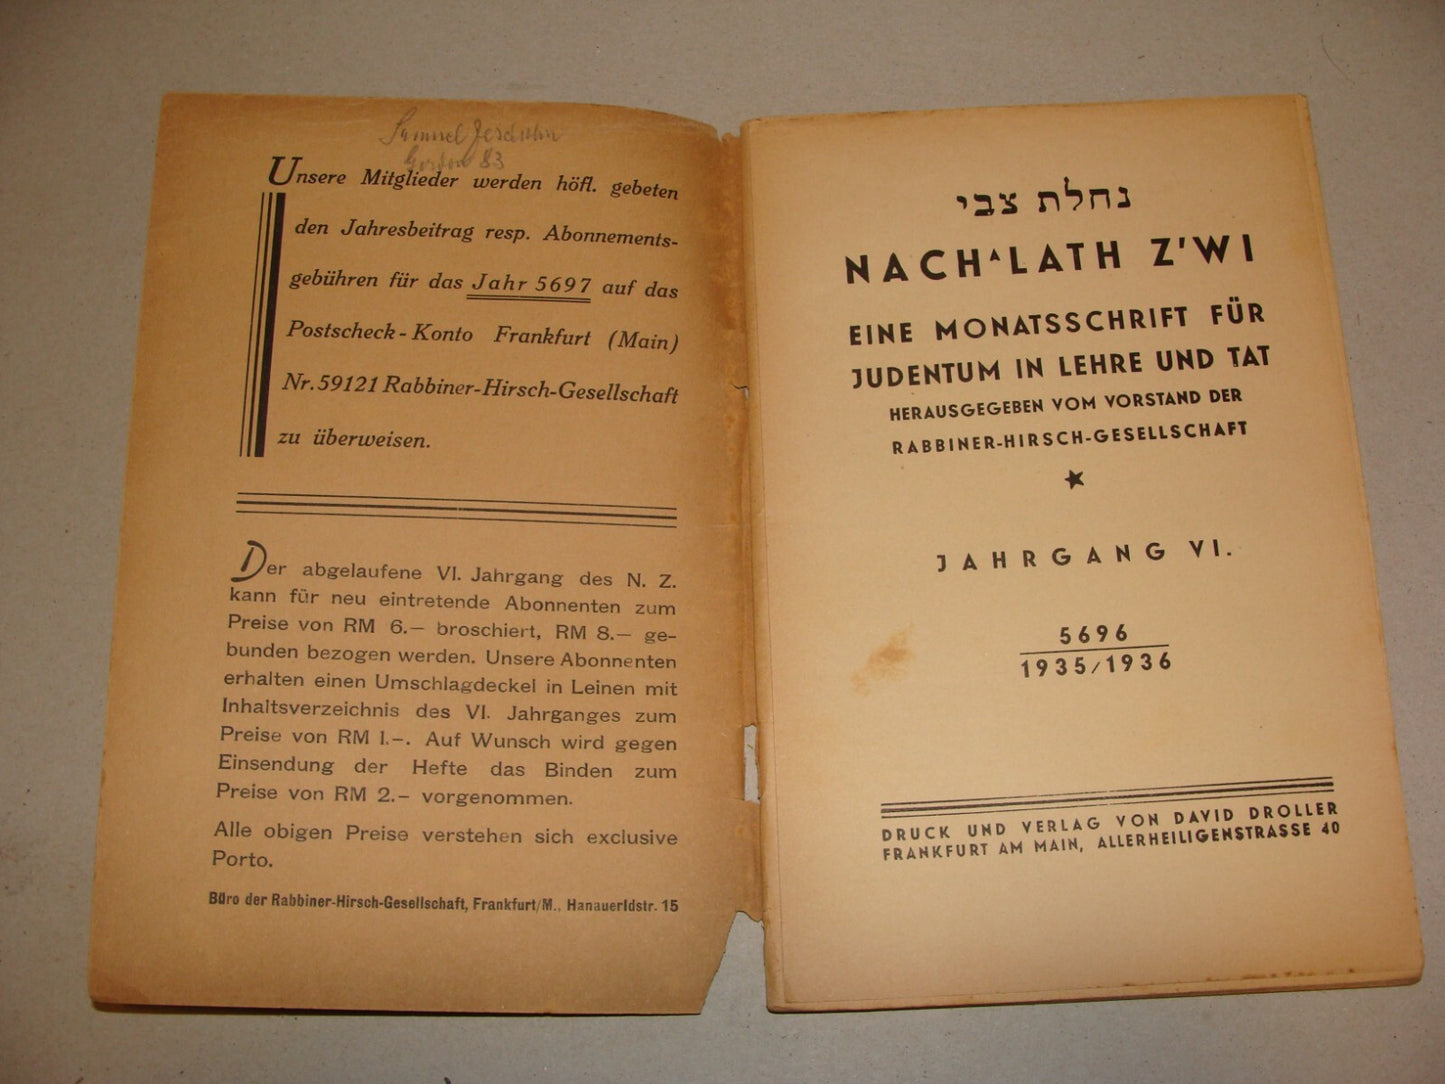 Samuel
Gordon 83
Unsere Mitglieder werden höfl. gebeten
den Jahresbeitrag resp. Abonnements-
gebühren für das Jahr 5697 auf das
Postscheck-Konto Frankfurt (Main)
Nr. 59121 Rabbiner-Hirsch-Gesellschaft
zu überweisen.
Der abgelaufene VI. Jahrgang des N. Z.
kann für neu eintretende Abonnenten zum
Preise von RM 6.— broschiert, RM 8.— ge-
bunden bezogen werden. Unsere Abonnenten
erhalten einen Umschlagdeckel in Leinen mit
Inhaltsverzeichnis des VI. Jahrganges zum
Preise von RM 1.—. Auf Wunsch wird gegen
Einsendung der Hefte das Binden zum
Preise von RM 2.— vorgenommen.
Alle obigen Preise verstehen sich exclusive
Porto.
Büro der Rabbiner-Hirsch-Gesellschaft, Frankfurt/M., Hanauerldstr. 15
נחלת צבי
NACH^LATH Z'WI
EINE MONATSSCHRIFT FÜR
JUDENTUM IN LEHRE UND TAT
HERAUSGEGEBEN VOM VORSTAND DER
RABBINER-HIRSCH-GESELLSCHAFT
★
JAHRGANG VI.
5696
1935/1936
DRUCK UND VERLAG VON DAVID DROLLER
FRANKFURT AM MAIN, ALLERHEILIGENSTRASSE 40